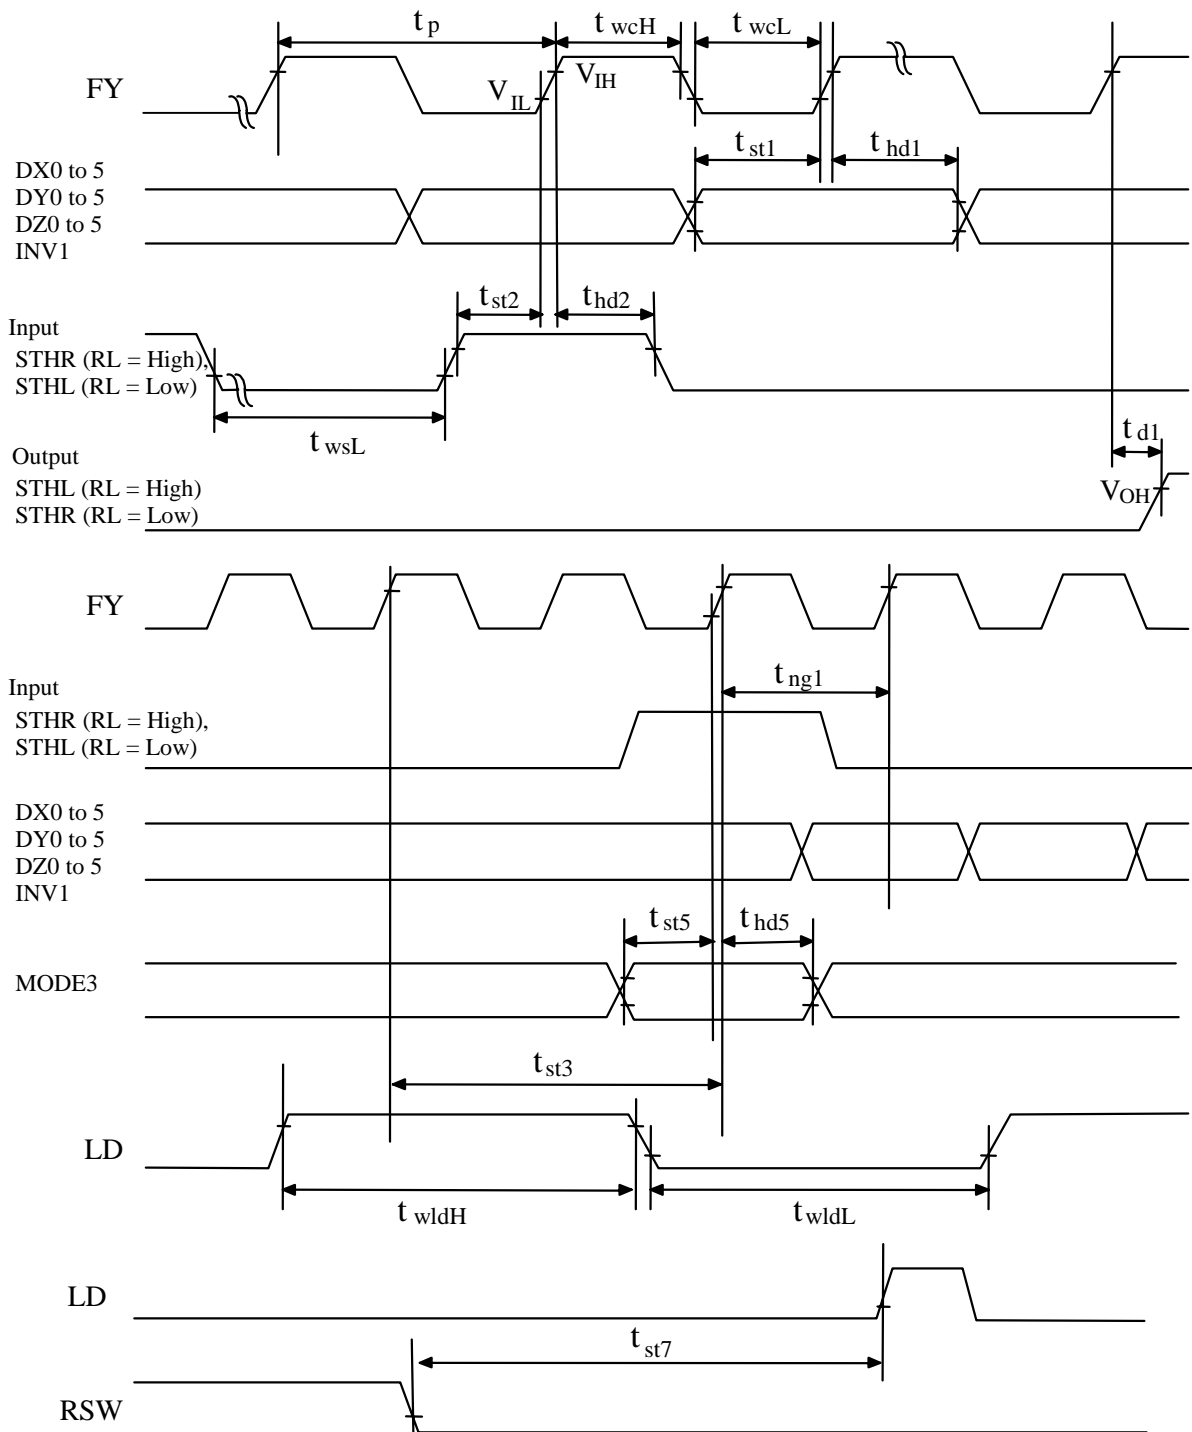 t p
t wcH
t wcL
FY
V IL
V IH
t st1
t hd1
DX0 to 5
DY0 to 5
DZ0 to 5
INV1
t st2
t hd2
Input
STHR (RL = High),
STHL (RL = Low)
t wsL
t d1
Output
STHL (RL = High)
STHR (RL = Low)
V OH
FY
t ng1
Input
STHR (RL = High),
STHL (RL = Low)
DX0 to 5
DY0 to 5
DZ0 to 5
INV1
t st5
t hd5
MODE3
t st3
LD
t wldH
t wldL
LD
t st7
RSW